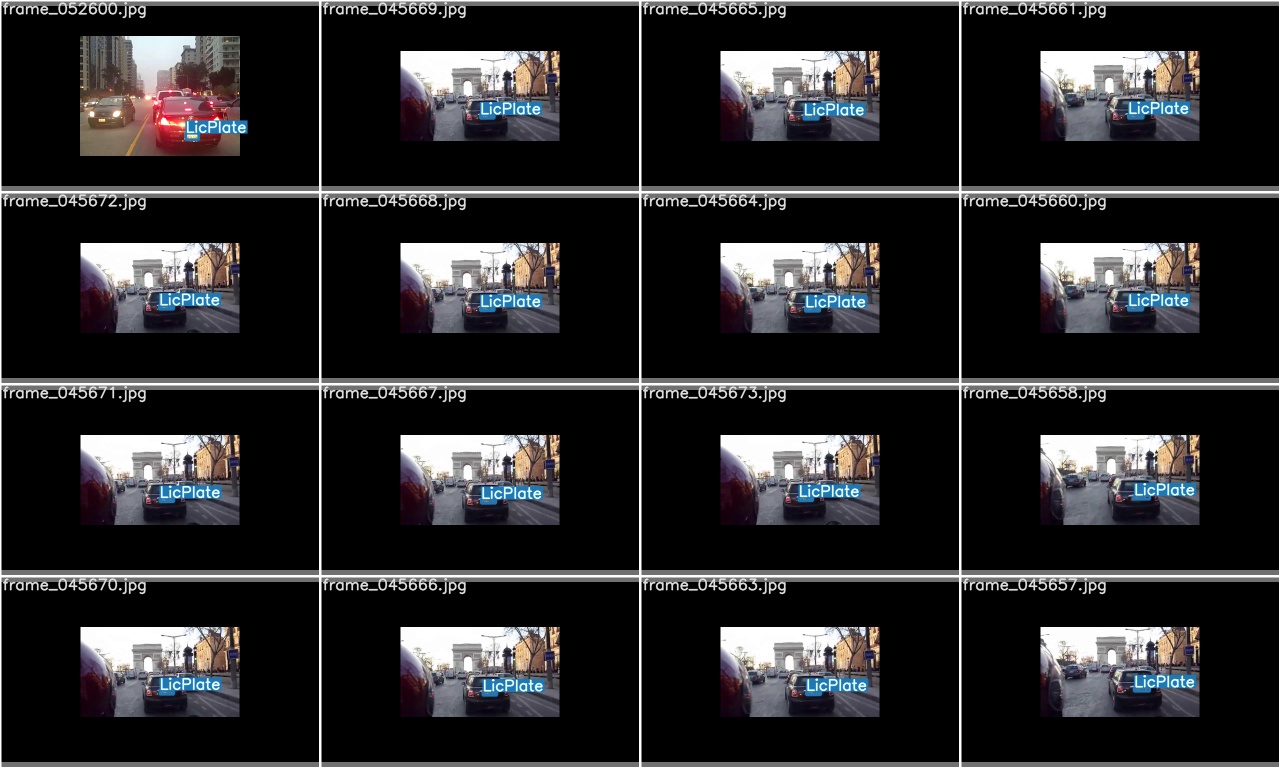 frame_052600.jpg
LicPlate
frame_045669.jpg
LicPlate
frame_045665.jpg
LicPlate
frame_045661.jpg
LicPlate
frame_045672.jpg
LicPlate
frame_045668.jpg
LicPlate
frame_045664.jpg
LicPlate
frame_045660.jpg
LicPlate
frame_045671.jpg
LicPlate
frame_045667.jpg
LicPlate
frame_045673.jpg
LicPlate
frame_045658.jpg
LicPlate
frame_045670.jpg
LicPlate
frame_045666.jpg
LicPlate
frame_045663.jpg
LicPlate
frame_045657.jpg
LicPlate